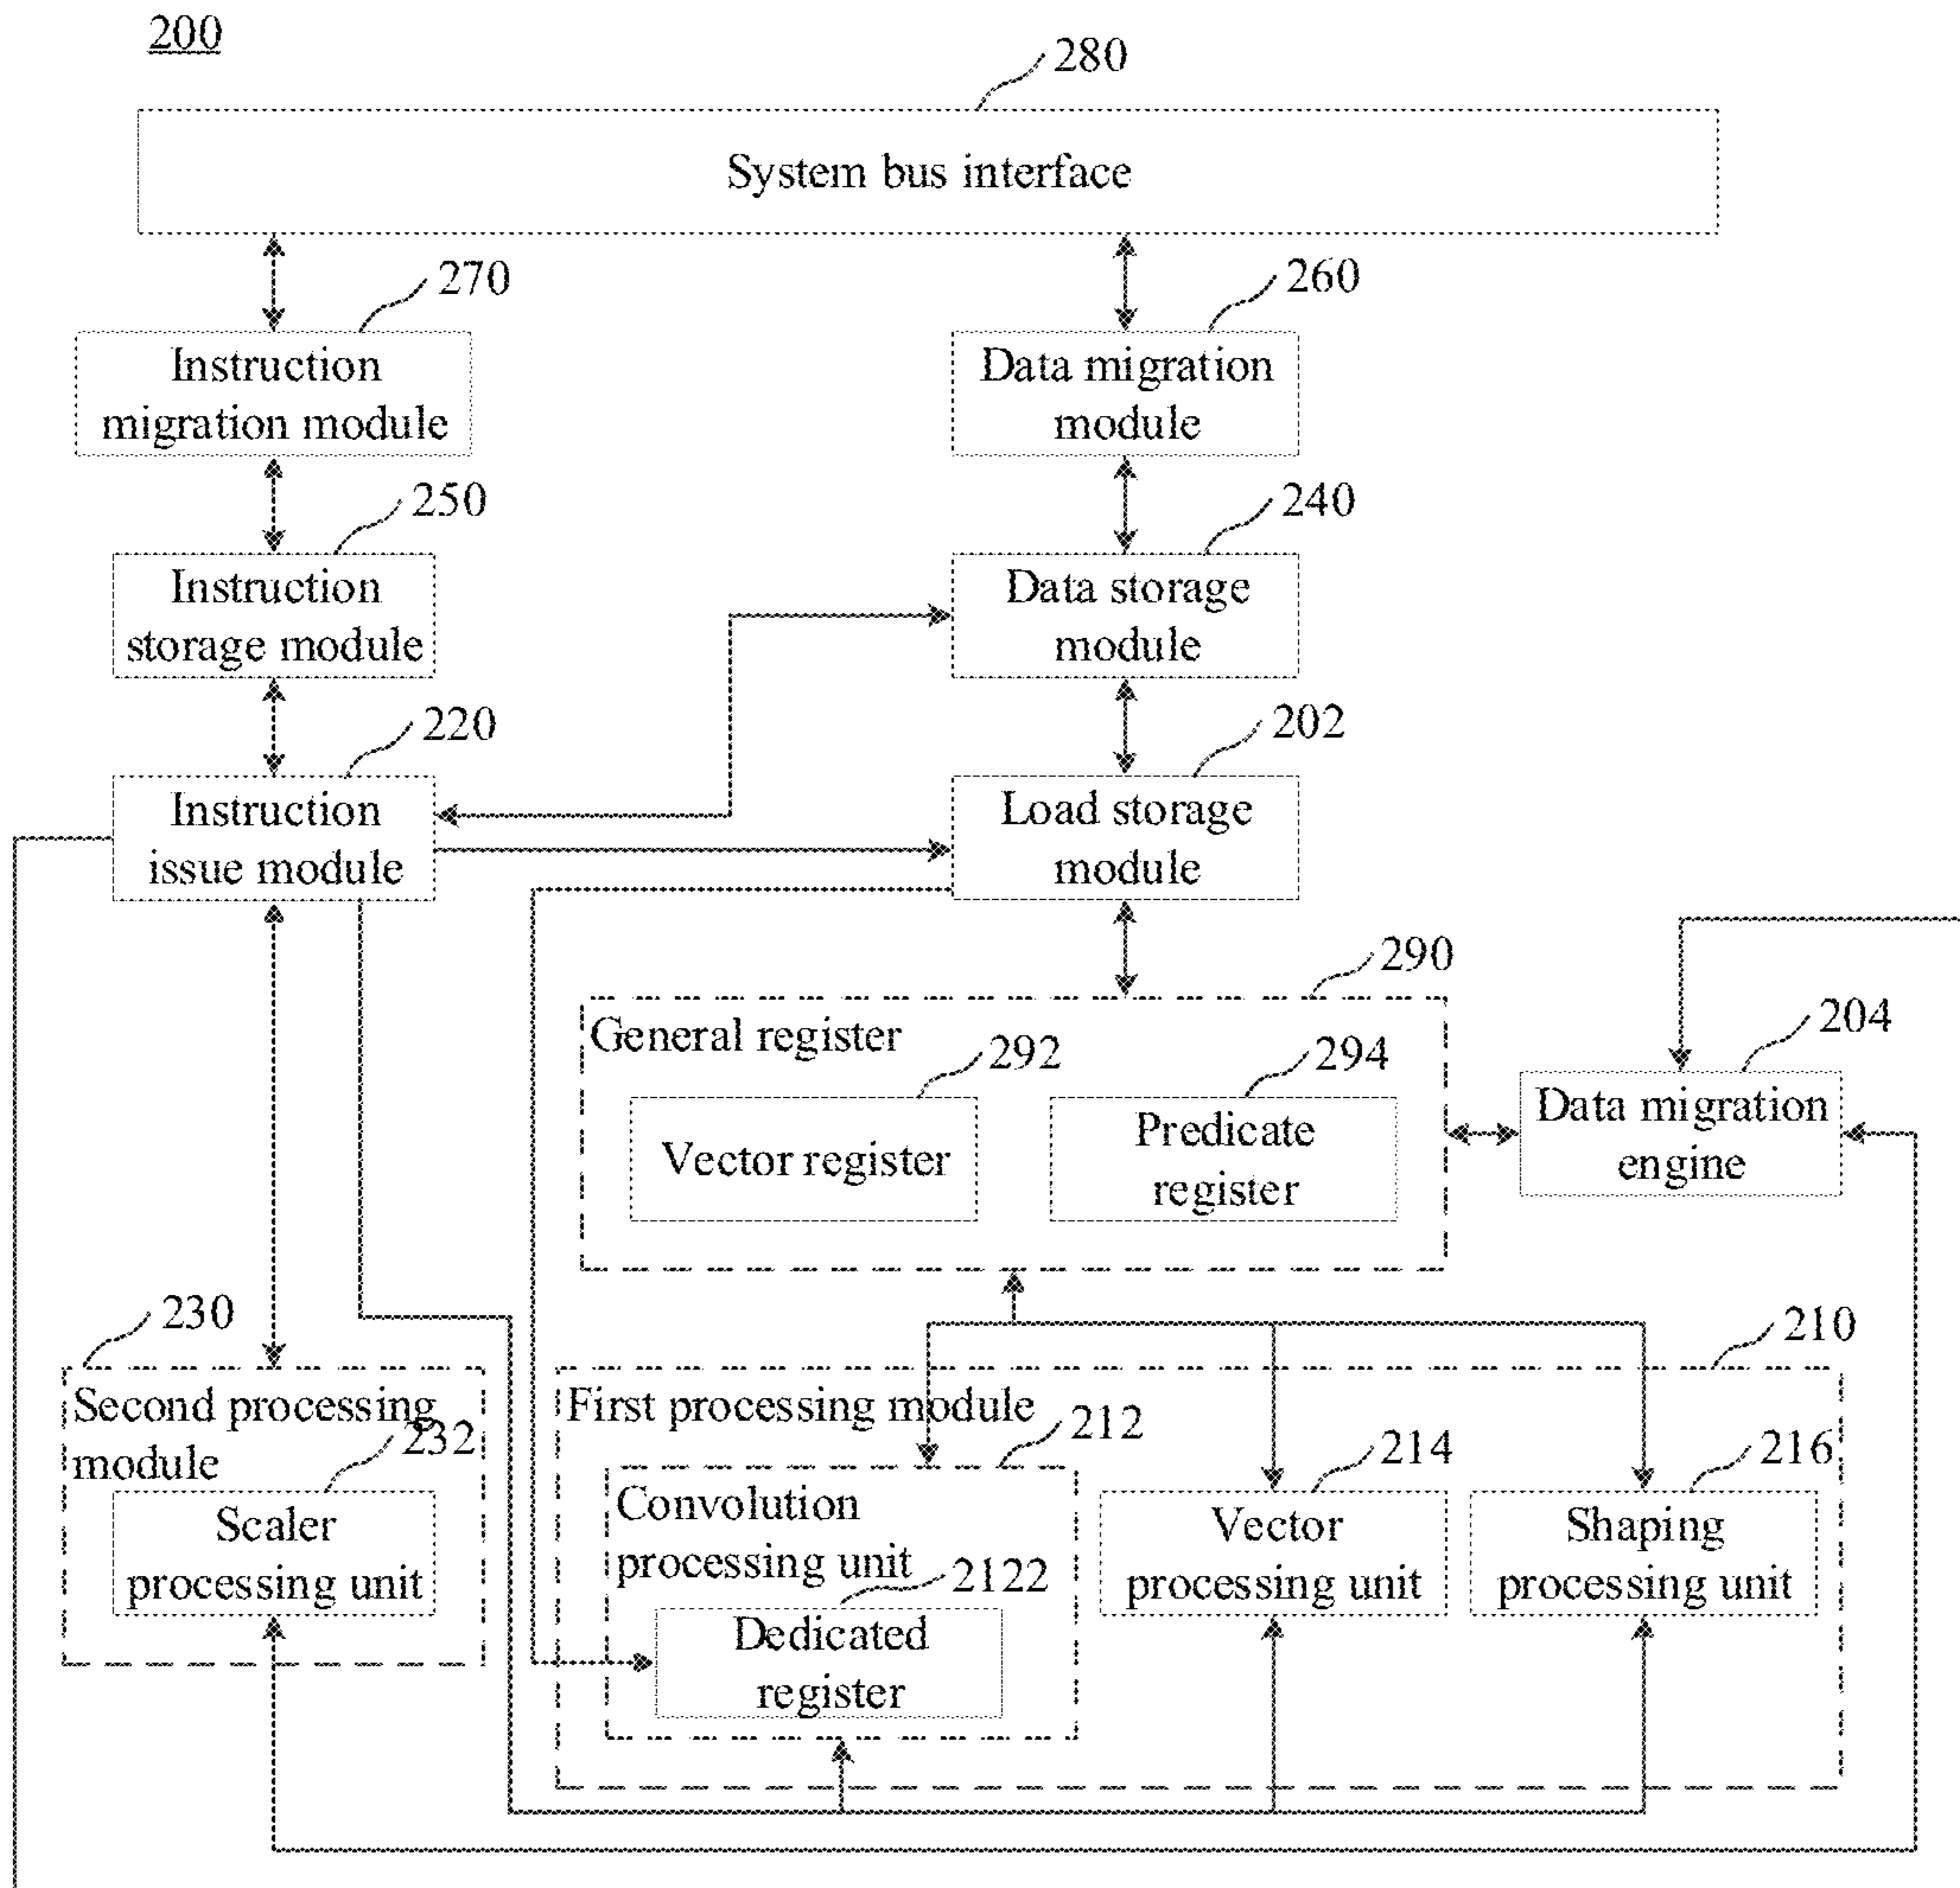 200
280
System bus interface
270
260
Instruction
migration module
Data migration
module
250
240
Instruction
storage module
Data storage
module
220
202
Instruction
issue module
Load storage
module
290
General register
204
292
294
Vector register
Predicate
register
Data migration
engine
230
210
Second processing
module
232
Scaler
processing unit
First processing module
212
214
216
Convolution
processing unit
2122
Dedicated
register
Vector
processing unit
Shaping
processing unit